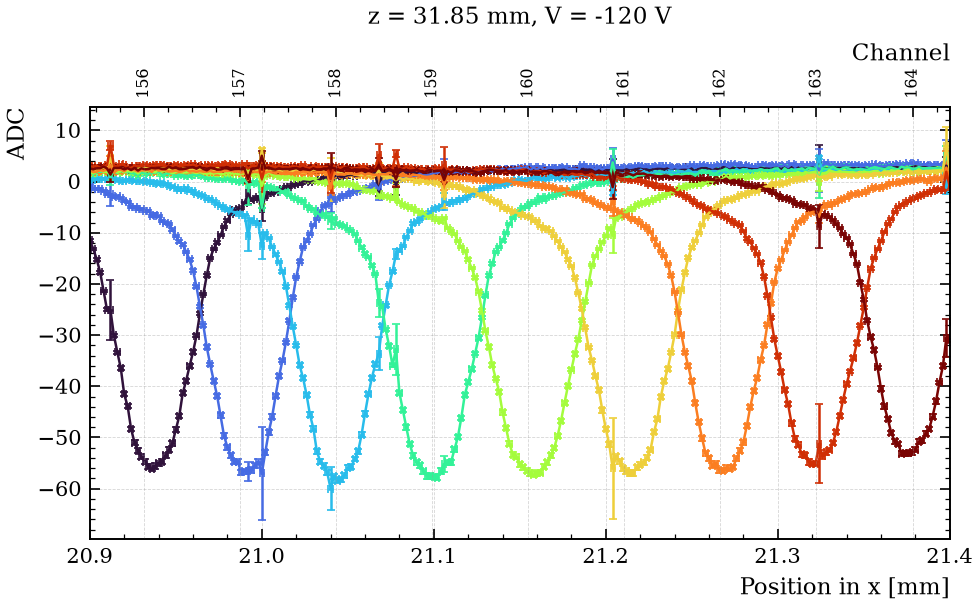 z = 31.85 mm, V = -120 V
Channel
156 157 158 159 160 161 162 163 164
ADC
10
0
−10
−20
−30
−40
−50
−60
20.9 21.0 21.1 21.2 21.3 21.4
Position in x [mm]